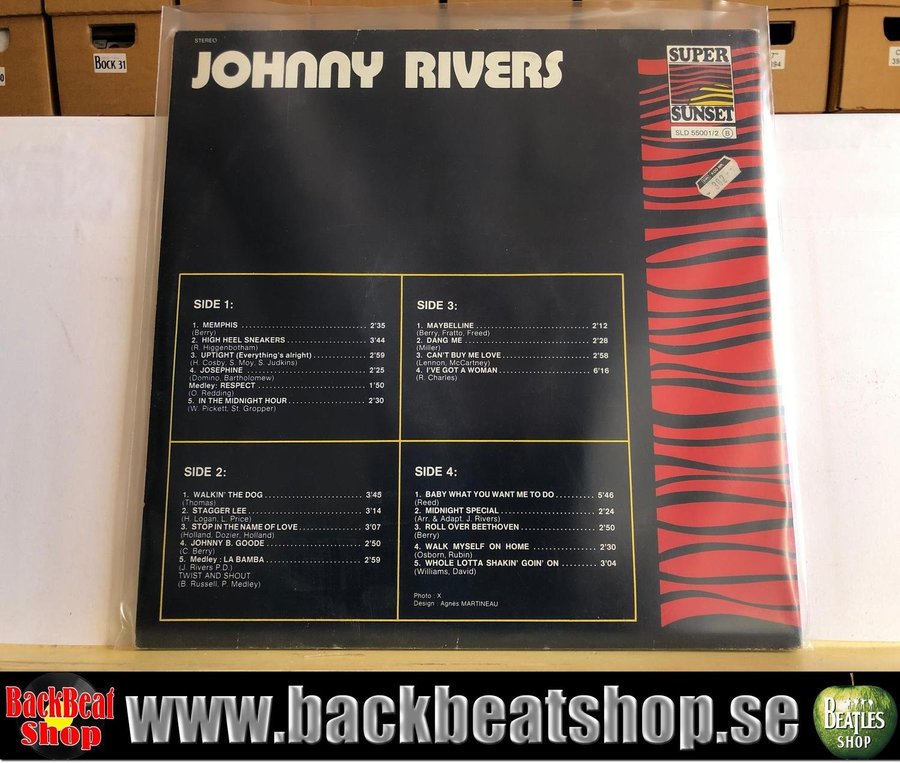 BOCK 31
STEREO
JOHNNY RIVERS
SUPER
SUNSET
SLD 55001/2 B
SIDE 1:
1. MEMPHIS ........ 2'35
(Berry)
2. HIGH HEEL SNEAKERS ........ 3'44
(R. Higgenbotham)
3. UPTIGHT (Everything's alright) ........ 2'59
(H. Cosby, S. Moy, S. Judkins)
4. JOSEPHINE ........ 2'25
(Domino, Bartholomew)
Medley: RESPECT ........ 1'50
(O. Redding)
5. IN THE MIDNIGHT HOUR ........ 2'30
(W. Pickett, St. Gropper)
SIDE 3:
1. MAYBELLINE ........ 2'12
(Berry, Fratto, Freed)
2. DANG ME ........ 2'28
(Miller)
3. CAN'T BUY ME LOVE ........ 2'58
(Lennon, McCartney)
4. I'VE GOT A WOMAN ........ 6'16
(R. Charles)
SIDE 2:
1. WALKIN' THE DOG ........ 3'45
(Thomas)
2. STAGGER LEE ........ 3'14
(H. Logan, L. Price)
3. STOP IN THE NAME OF LOVE ........ 3'07
(Holland, Dozier, Holland)
4. JOHNNY B. GOODE ........ 2'50
(C. Berry)
5. Medley : LA BAMBA ........ 2'59
(J. Rivers P.D.)
TWIST AND SHOUT
(B. Russell, P. Medley)
SIDE 4:
1. BABY WHAT YOU WANT ME TO DO ........ 5'46
(Reed)
2. MIDNIGHT SPECIAL ........ 2'24
(Arr. & Adapt. J. Rivers)
3. ROLL OVER BEETHOVEN ........ 2'50
(Berry)
4. WALK MYSELF ON HOME ........ 2'30
(Osborn, Rubin)
5. WHOLE LOTTA SHAKIN' GOIN' ON ........ 3'04
(Williams, David)
Photo : X
Design : Agnès MARTINEAU
BackBeat
Shop
www.backbeatshop.se
BEATLES
SHOP